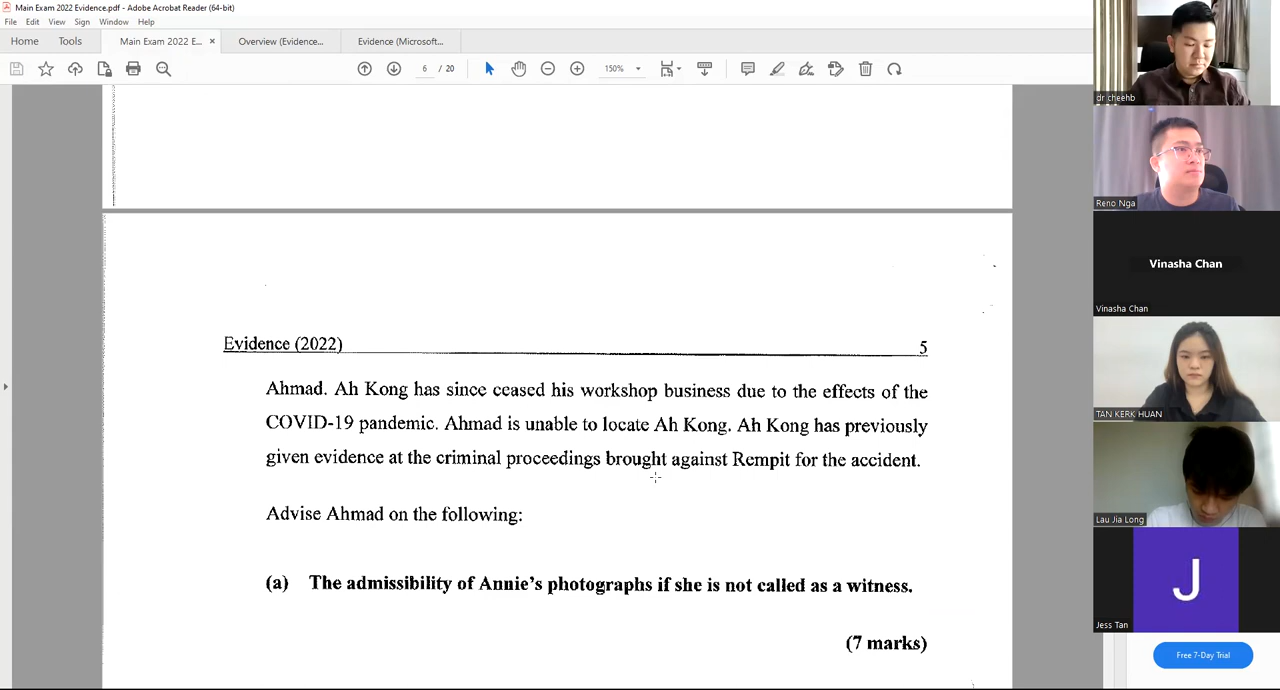 Main Exam 2022 Evidence.pdf - Adobe Acrobat Reader (64-bit)
File Edit View Sign Window Help
Home Tools Main Exam 2022 E... × Overview (Evidence... Evidence (Microsoft...
6 / 20 150%
Evidence (2022) 5
Ahmad. Ah Kong has since ceased his workshop business due to the effects of the
COVID-19 pandemic. Ahmad is unable to locate Ah Kong. Ah Kong has previously
given evidence at the criminal proceedings brought against Rempit for the accident.
Advise Ahmad on the following:
(a) The admissibility of Annie's photographs if she is not called as a witness.
(7 marks)
dr cheehb
Reno Nga
Vinasha Chan
Vinasha Chan
TAN KERK HUAN
Lau Jia Long
J
Jess Tan
Free 7-Day Trial